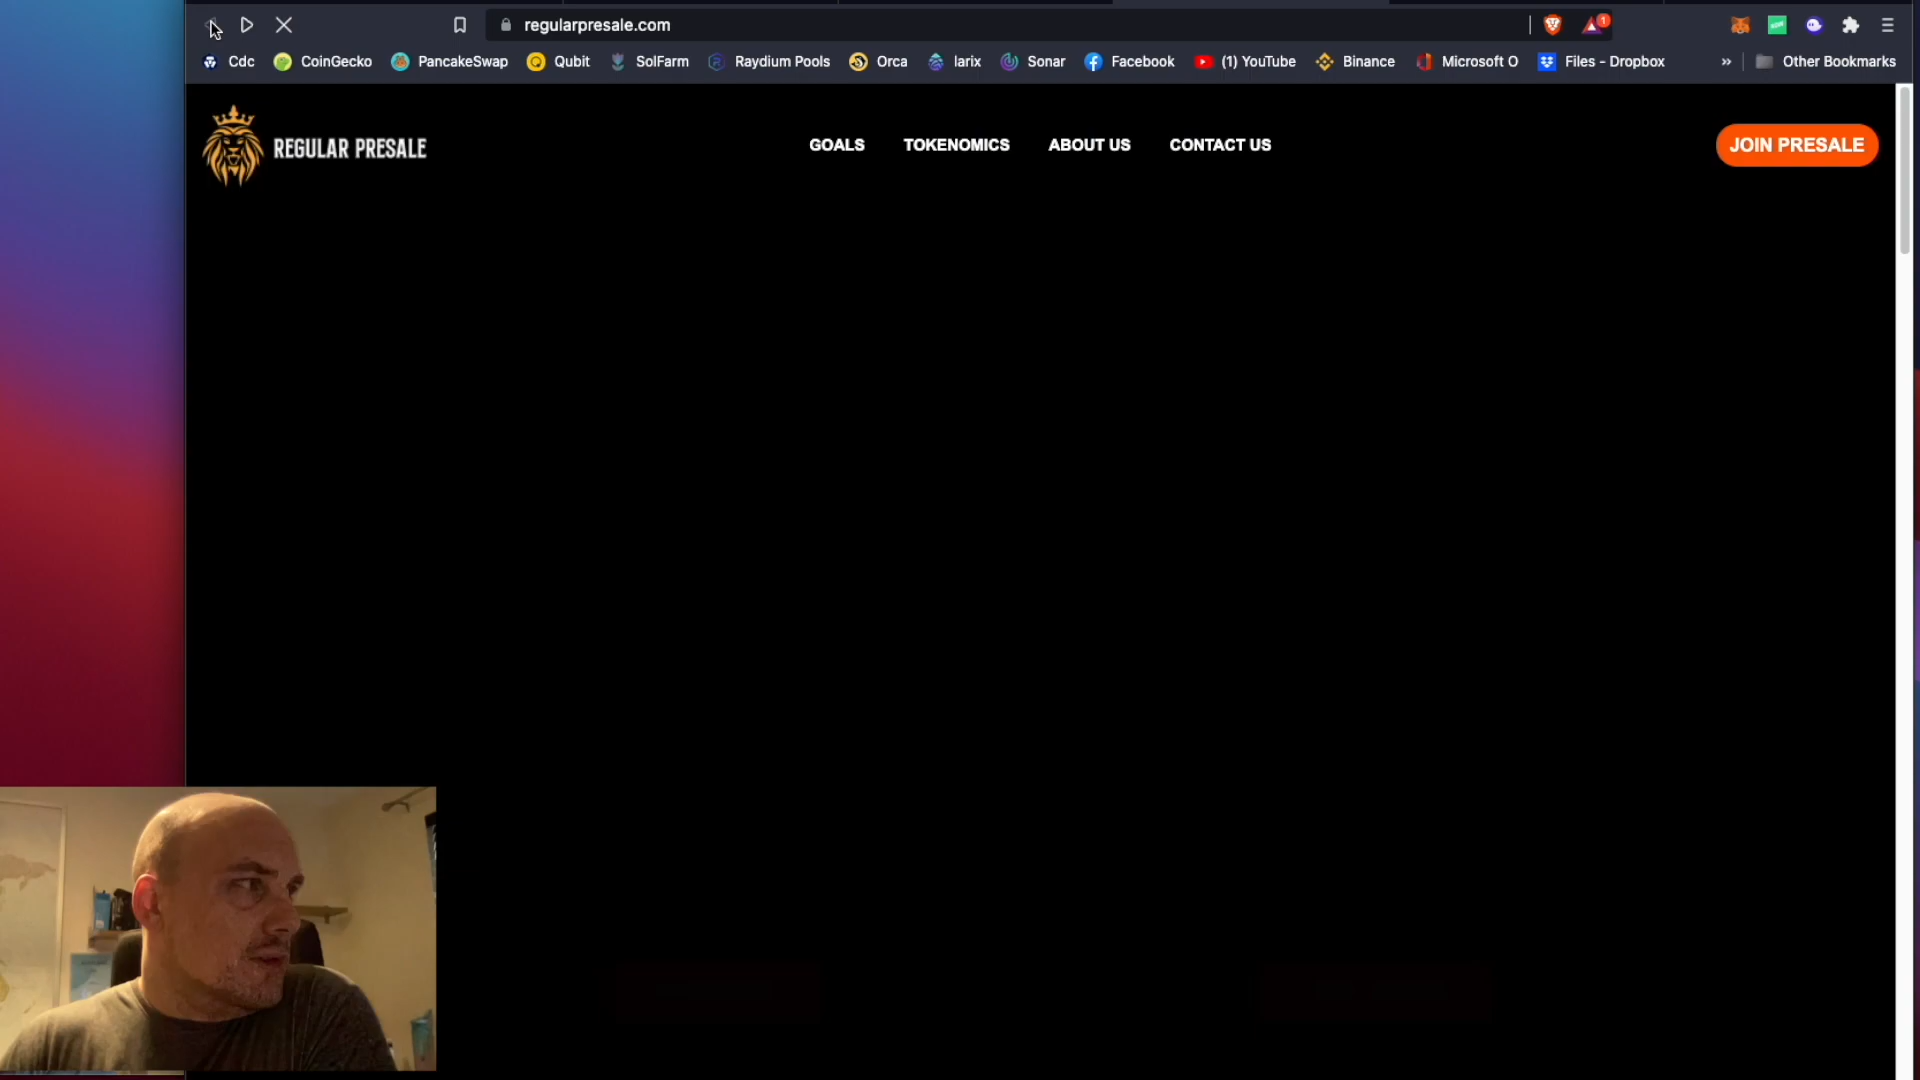 regularpresale.com
1
Cdc CoinGecko PancakeSwap Qubit SolFarm Raydium Pools Orca larix Sonar Facebook (1) YouTube Binance Microsoft O Files - Dropbox » Other Bookmarks
REGULAR PRESALE GOALS TOKENOMICS ABOUT US CONTACT US JOIN PRESALE